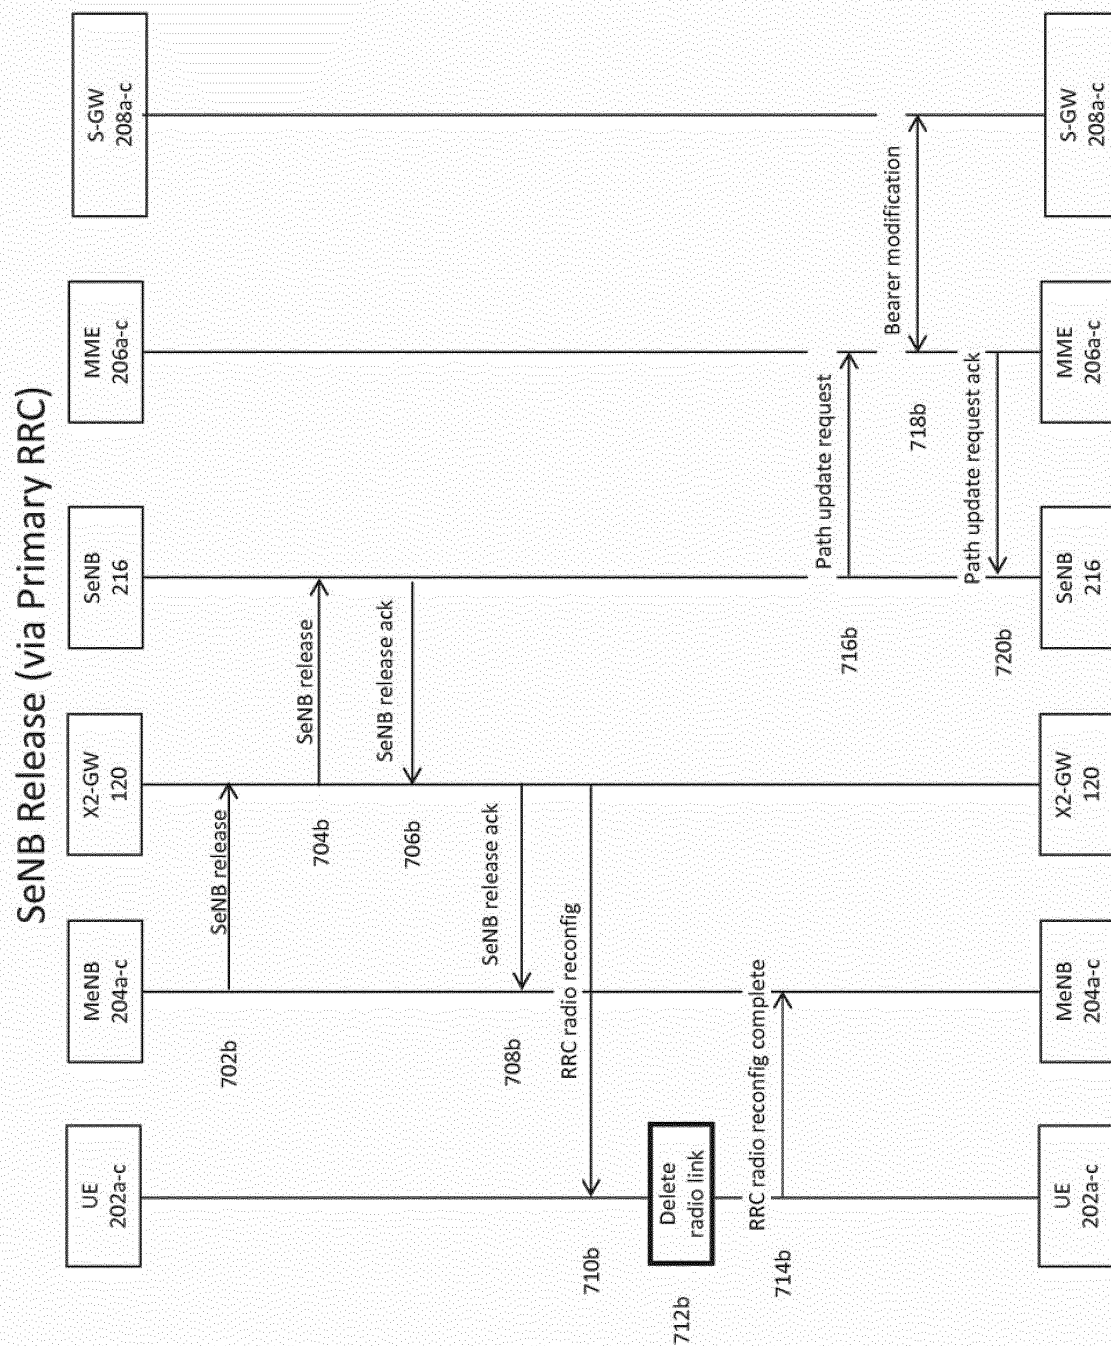 SeNB Release (via Primary RRC)
UE
202a-c
MeNB
204a-c
X2-GW
120
SeNB
216
MME
206a-c
S-GW
208a-c
702b
SeNB release
704b
SeNB release
706b
SeNB release ack
708b
SeNB release ack
710b
RRC radio reconfig
712b
Delete
radio link
714b
RRC radio reconfig complete
716b
Path update request
718b
Bearer modification
720b
Path update request ack
UE
202a-c
MeNB
204a-c
X2-GW
120
SeNB
216
MME
206a-c
S-GW
208a-c